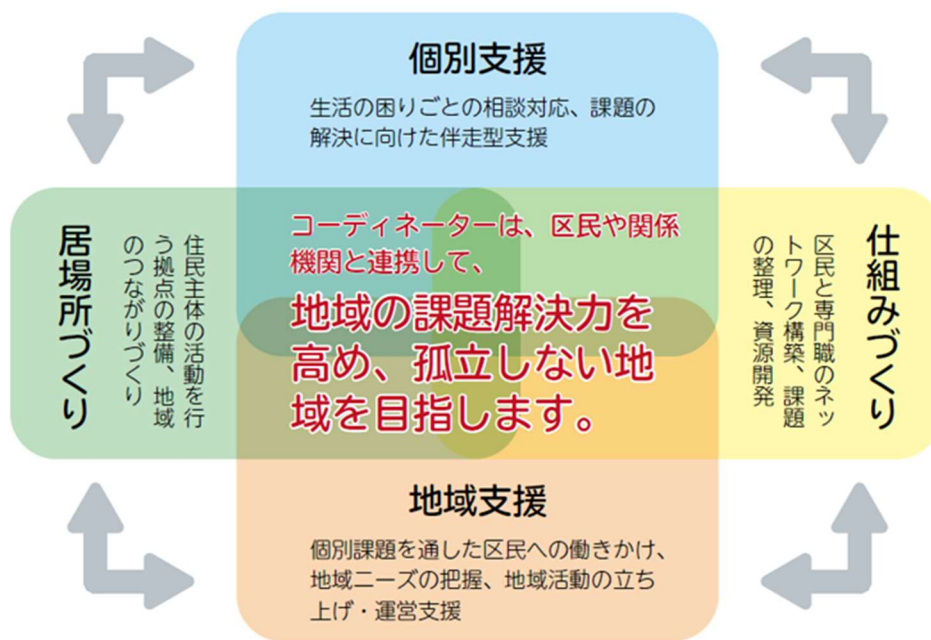 個別支援
生活の困りごとの相談対応、課題の
解決に向けた伴走型支援
居場所づくり
住民主体の活動を行
う拠点の整備、地域
のつながりづくり
コーディネーターは、区民や関係
機関と連携して、
地域の課題解決力を
高め、孤立しない地
域を目指します。
仕組みづくり
区民と専門職のネッ
トワーク構築、課題
の整理、資源開発
地域支援
個別課題を通した区民への働きかけ、
地域ニーズの把握、地域活動の立ち
上げ・運営支援